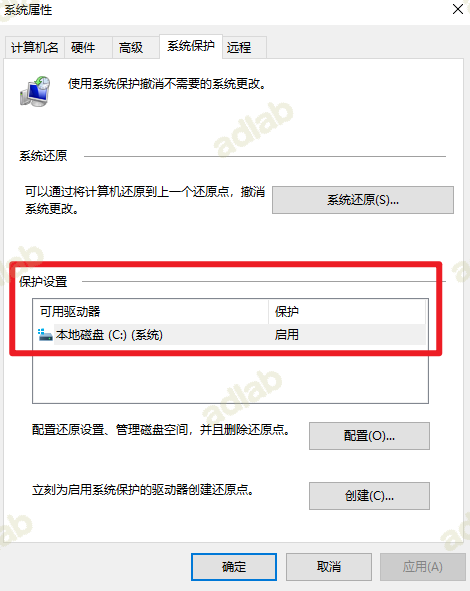 系统属性
计算机名 硬件 高级 系统保护 远程
使用系统保护撤消不需要的系统更改。
adlab
系统还原
可以通过将计算机还原到上一个还原点，撤消
系统更改。
系统还原(S)...
保护设置
可用驱动器 保护
本地磁盘 (C:) (系统) 启用
adlab
配置还原设置、管理磁盘空间，并且删除还原点。
配置(O)...
立刻为启用系统保护的驱动器创建还原点。
创建(C)...
确定 取消 应用(A)